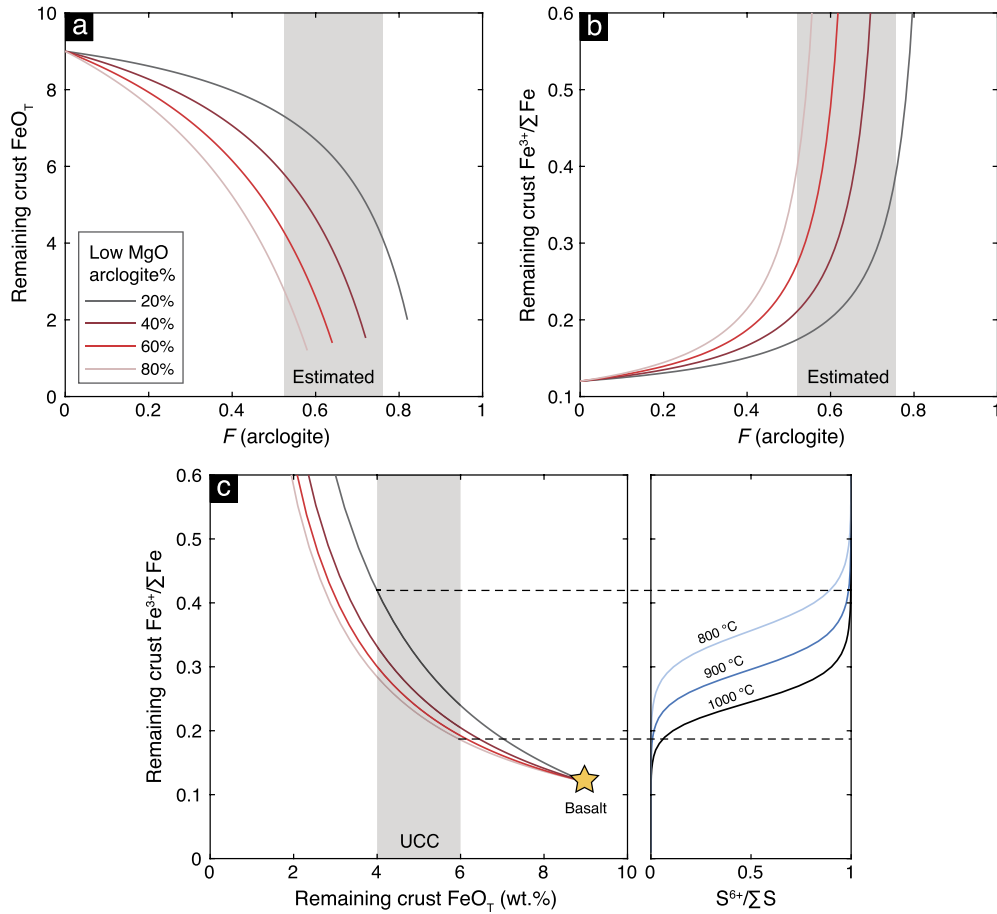 a
10
8
6
4
2
0
Remaining crust FeO_T
Low MgO
arclogite%
20%
40%
60%
80%
Estimated
0 0.2 0.4 0.6 0.8 1
F (arclogite)
b
0.6
0.5
0.4
0.3
0.2
0.1
Remaining crust Fe³⁺/∑Fe
Estimated
0 0.2 0.4 0.6 0.8 1
F (arclogite)
c
0.6
0.5
0.4
0.3
0.2
0.1
0
Remaining crust Fe³⁺/∑Fe
Basalt
UCC
0 2 4 6 8 10
Remaining crust FeO_T (wt.%)
800 °C
900 °C
1000 °C
0 0.5 1
S⁶⁺/∑S